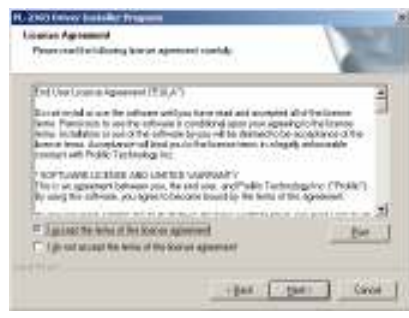 PL-2303 Driver Installer Program
License Agreement
Please read the following license agreement carefully.
End User License Agreement ("EULA")
Do not install or use the software until you have read and accepted all of the license
terms. Permission to use the software is conditional upon your agreeing to the license
terms. Installation or use of the software by you will be deemed to be acceptance of the
license terms. Acceptance will bind you to the license terms in a legally enforceable
contract with Prolific Technology Inc.
* SOFTWARE LICENSE AND LIMITED WARRANTY
This is an agreement between you, the end user, and Prolific Technology Inc. ("Prolific").
By using this software, you agree to become bound by the terms of this agreement.
I accept the terms of the license agreement
I do not accept the terms of the license agreement
Print
< Back
Next >
Cancel